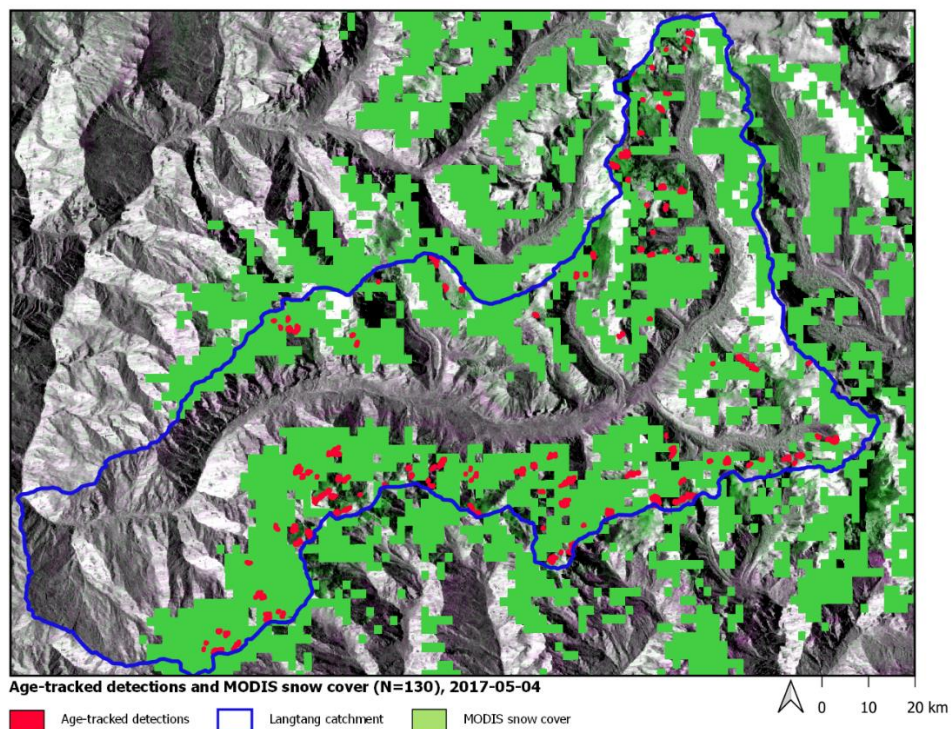 Age-tracked detections and MODIS snow cover (N=130), 2017-05-04
Age-tracked detections Langtang catchment MODIS snow cover
0 10 20 km